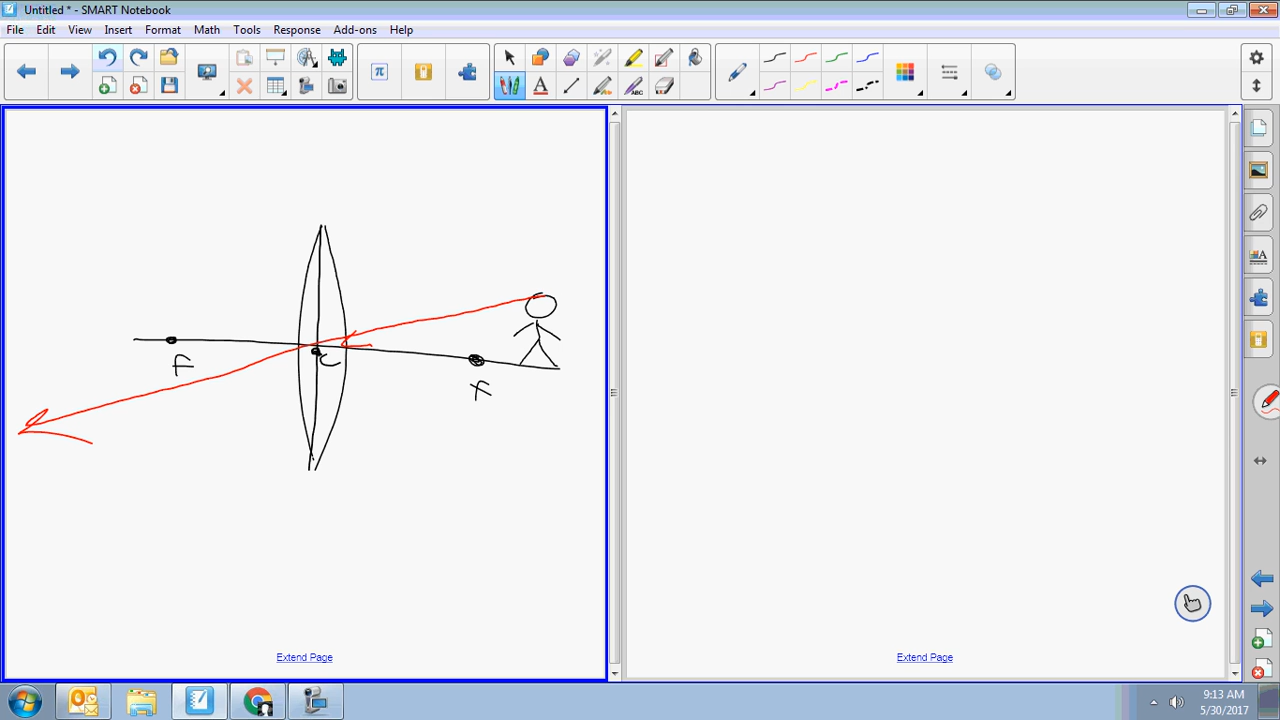 Untitled * - SMART Notebook
File Edit View Insert Format Math Tools Response Add-ons Help
F
C
F
Extend Page
Extend Page
9:13 AM
5/30/2017